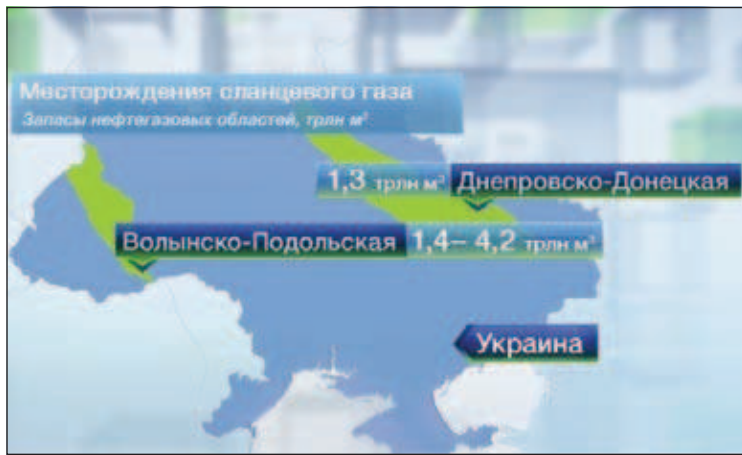 Месторождения сланцевого газа
Запасы нефтегазовых областей, трлн м³
1,3 трлн м³ Днепровско-Донецкая
Волынско-Подольская 1,4– 4,2 трлн м³
Украина